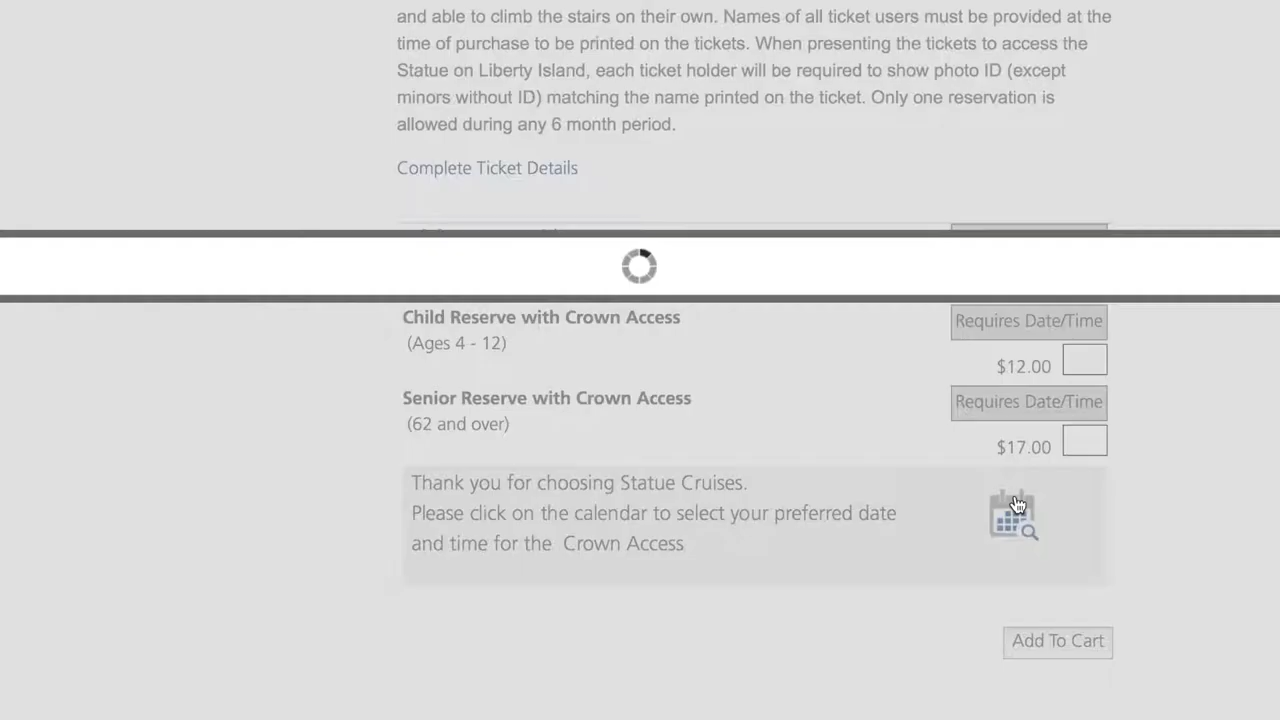 and able to climb the stairs on their own. Names of all ticket users must be provided at the
time of purchase to be printed on the tickets. When presenting the tickets to access the
Statue on Liberty Island, each ticket holder will be required to show photo ID (except
minors without ID) matching the name printed on the ticket. Only one reservation is
allowed during any 6 month period.
Complete Ticket Details
Child Reserve with Crown Access
Requires Date/Time
(Ages 4 - 12)
$12.00
Senior Reserve with Crown Access
Requires Date/Time
(62 and over)
$17.00
Thank you for choosing Statue Cruises.
Please click on the calendar to select your preferred date
and time for the Crown Access
Add To Cart